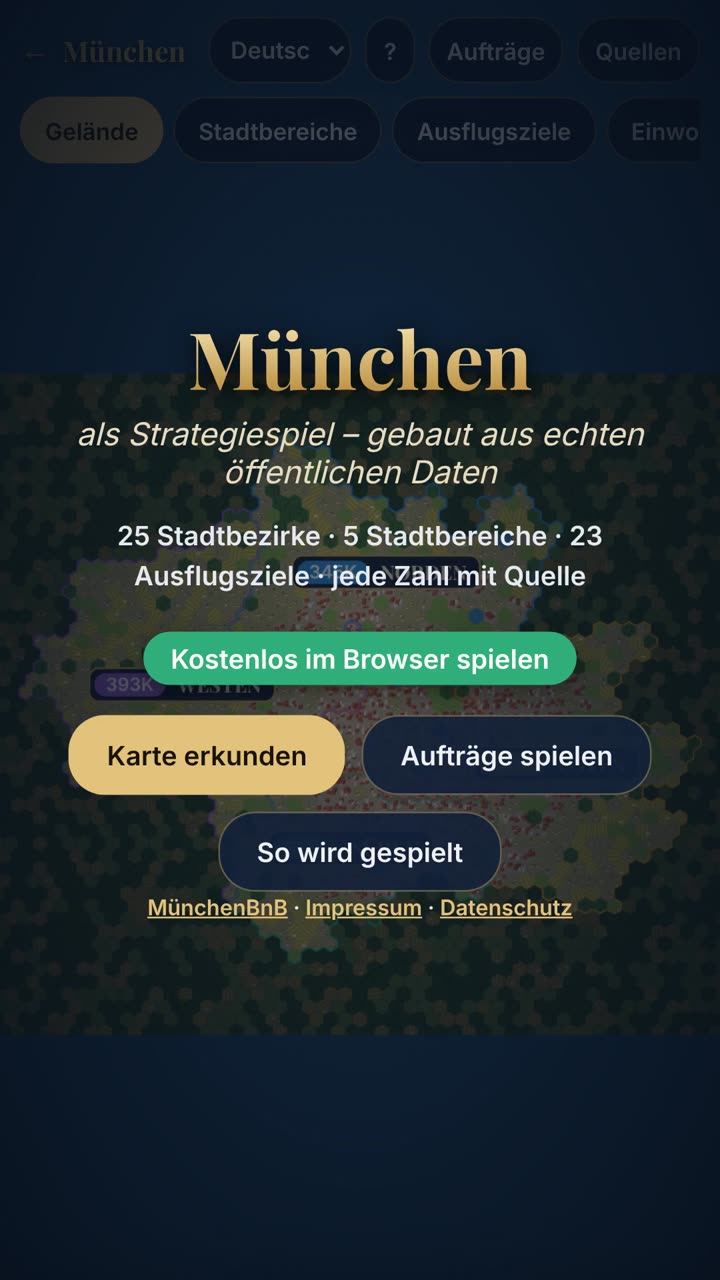 ← München Deutsc ? Aufträge Quellen
Gelände Stadtbereiche Ausflugsziele Einwo
München
als Strategiespiel – gebaut aus echten
öffentlichen Daten
25 Stadtbezirke · 5 Stadtbereiche · 23
Ausflugsziele · jede Zahl mit Quelle
Kostenlos im Browser spielen
393K WESTEN
Karte erkunden Aufträge spielen
So wird gespielt
MünchenBnB · Impressum · Datenschutz